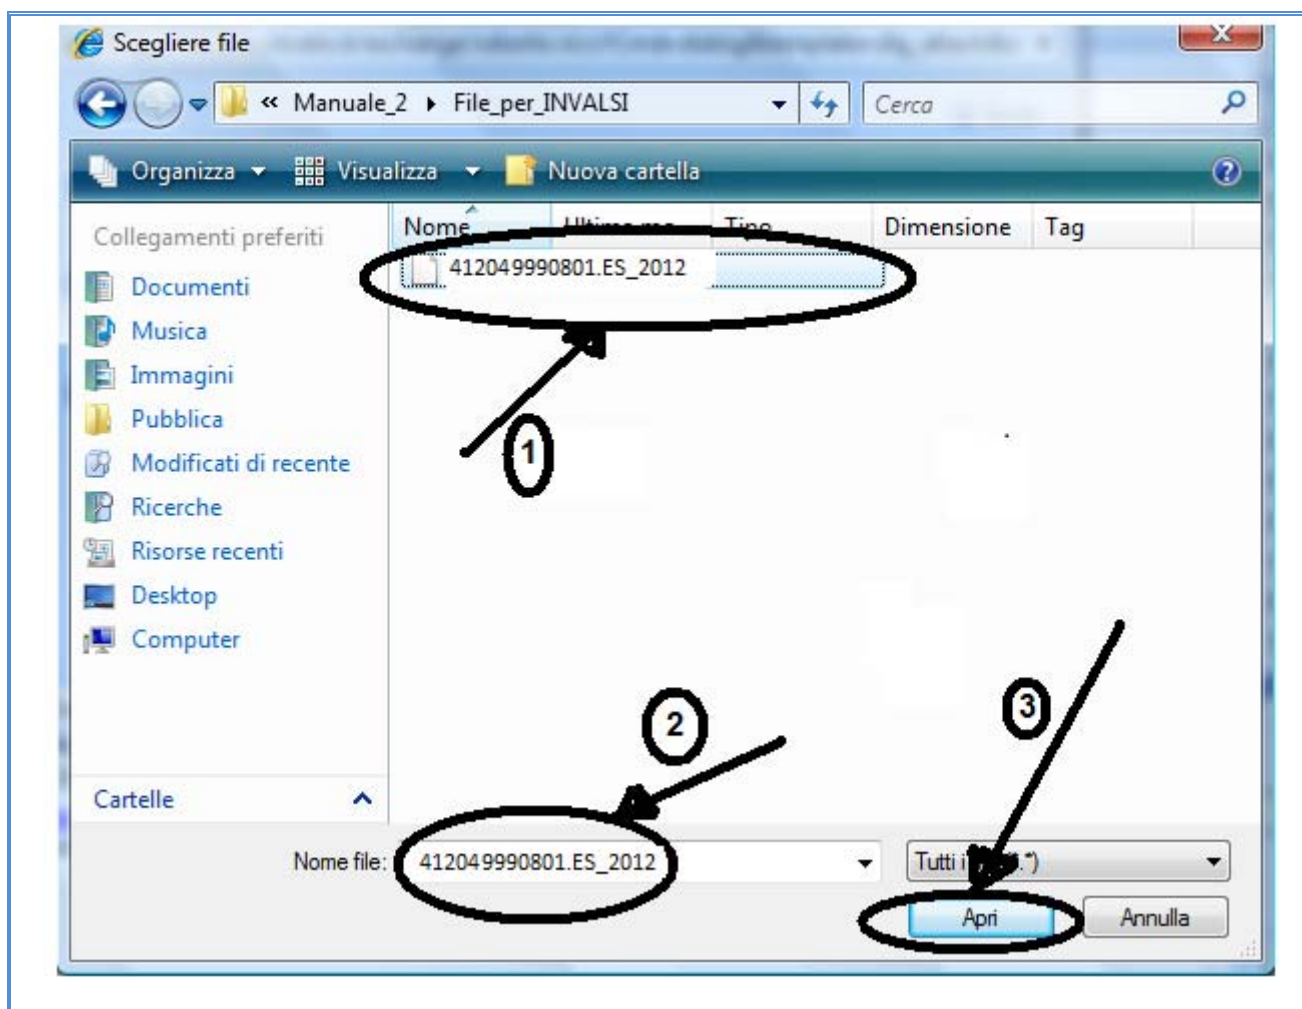 Scegliere file
« Manuale_2 File_per_INVALSI Cerca
Organizza Visualizza Nuova cartella ?
Collegamenti preferiti
Nome Dimensione Tag
412049990801.ES_2012
Documenti
Musica
Immagini
Pubblica
Modificati di recente
Ricerche
Risorse recenti
Desktop
Computer
1
2
3
Cartelle
Nome file: 412049990801.ES_2012 Tutti i
Apri Annulla